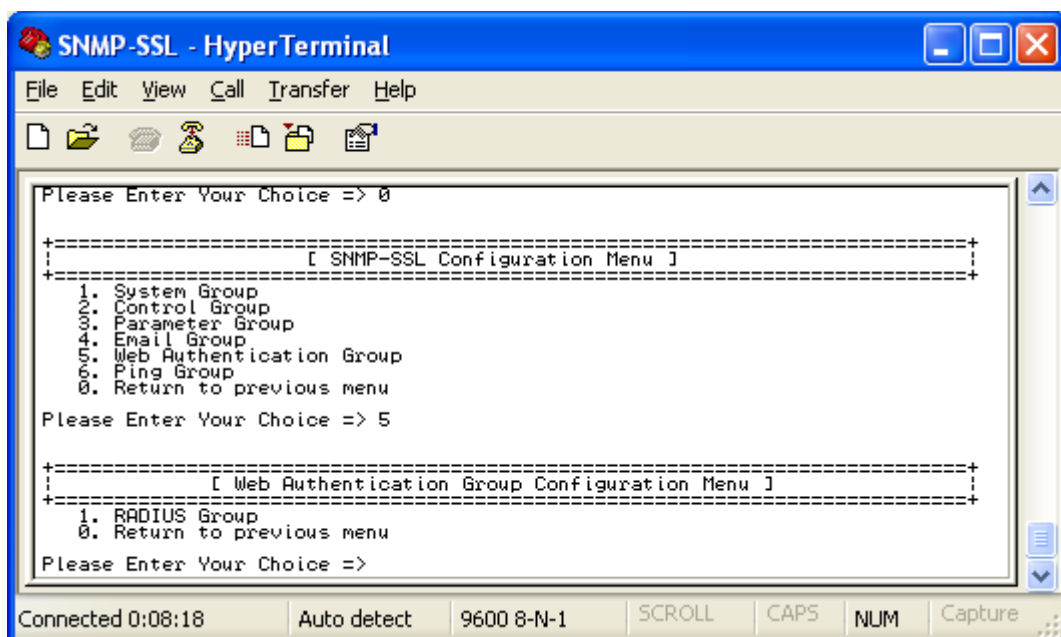 SNMP-SSL - HyperTerminal
File Edit View Call Transfer Help
Please Enter Your Choice => 0
+============================================================================+
¦ [ SNMP-SSL Configuration Menu ] ¦
+============================================================================+
1. System Group
2. Control Group
3. Parameter Group
4. Email Group
5. Web Authentication Group
6. Ping Group
0. Return to previous menu
Please Enter Your Choice => 5
+============================================================================+
¦ [ Web Authentication Group Configuration Menu ] ¦
+============================================================================+
1. RADIUS Group
0. Return to previous menu
Please Enter Your Choice =>
Connected 0:08:18 Auto detect 9600 8-N-1 SCROLL CAPS NUM Capture